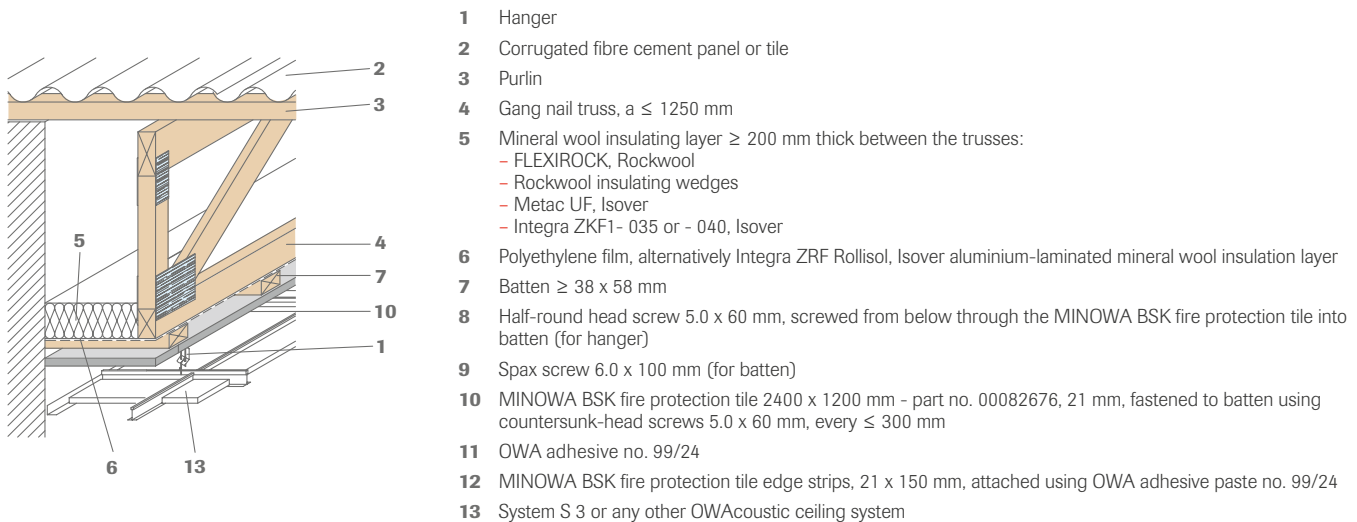 1 Hanger
2 Corrugated fibre cement panel or tile
3 Purlin
4 Gang nail truss, a ≤ 1250 mm
5 Mineral wool insulating layer ≥ 200 mm thick between the trusses:
– FLEXIROCK, Rockwool
– Rockwool insulating wedges
– Metac UF, Isover
– Integra ZKF1- 035 or - 040, Isover
6 Polyethylene film, alternatively Integra ZRF Rollisol, Isover aluminium-laminated mineral wool insulation layer
7 Batten ≥ 38 x 58 mm
8 Half-round head screw 5.0 x 60 mm, screwed from below through the MINOWA BSK fire protection tile into
batten (for hanger)
9 Spax screw 6.0 x 100 mm (for batten)
10 MINOWA BSK fire protection tile 2400 x 1200 mm - part no. 00082676, 21 mm, fastened to batten using
countersunk-head screws 5.0 x 60 mm, every ≤ 300 mm
11 OWA adhesive no. 99/24
12 MINOWA BSK fire protection tile edge strips, 21 x 150 mm, attached using OWA adhesive paste no. 99/24
13 System S 3 or any other OWAcoustic ceiling system
2
3
5
4
7
10
1
6
13